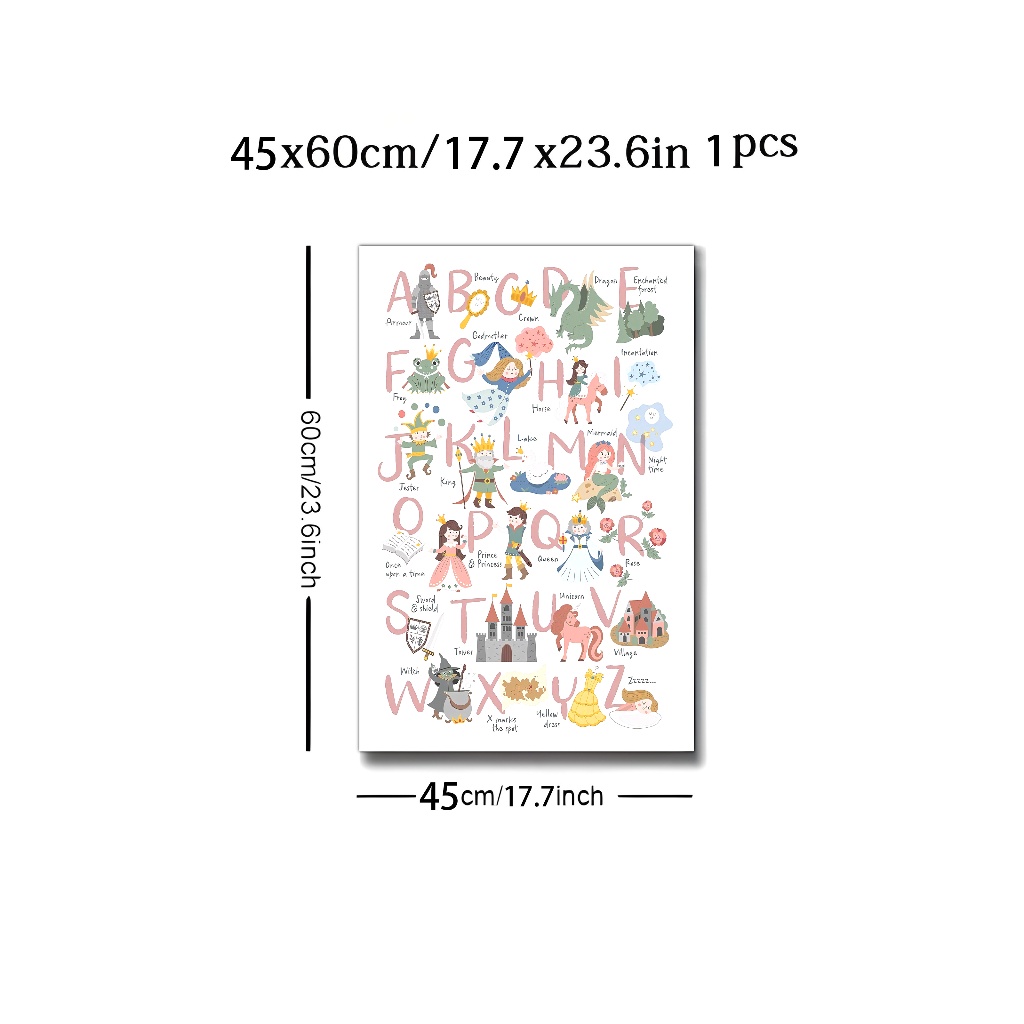 45x60cm/17.7 x23.6in 1pcs
60cm/23.6inch
A B C D E
Beauty
Dragon
Enchanted
forest
Armour
Crown
F G H I
Incantation
Frog
Horse
J K L M N
Mermaid
Lake
Night
time
Jester
King
O P Q R
Once
upon a time
Prince
& Princess
Queen
Rose
S T U V
Sword
& shield
Unicorn
Tower
Village
W X Y Z
Witch
Zzzzz...
X marks
the spot
Yellow
dress
45cm/17.7inch